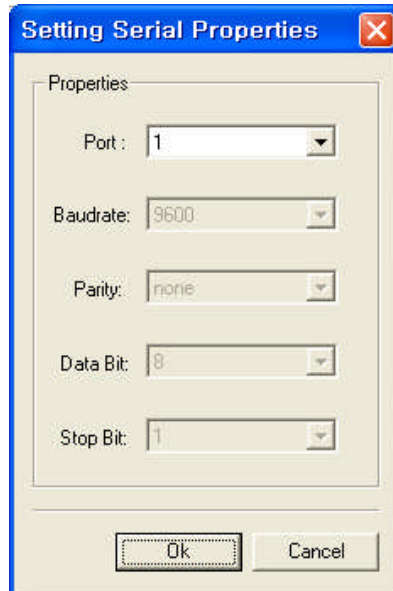 Setting Serial Properties
Properties
Port : 1
Baudrate: 9600
Parity: none
Data Bit: 8
Stop Bit: 1
Ok Cancel